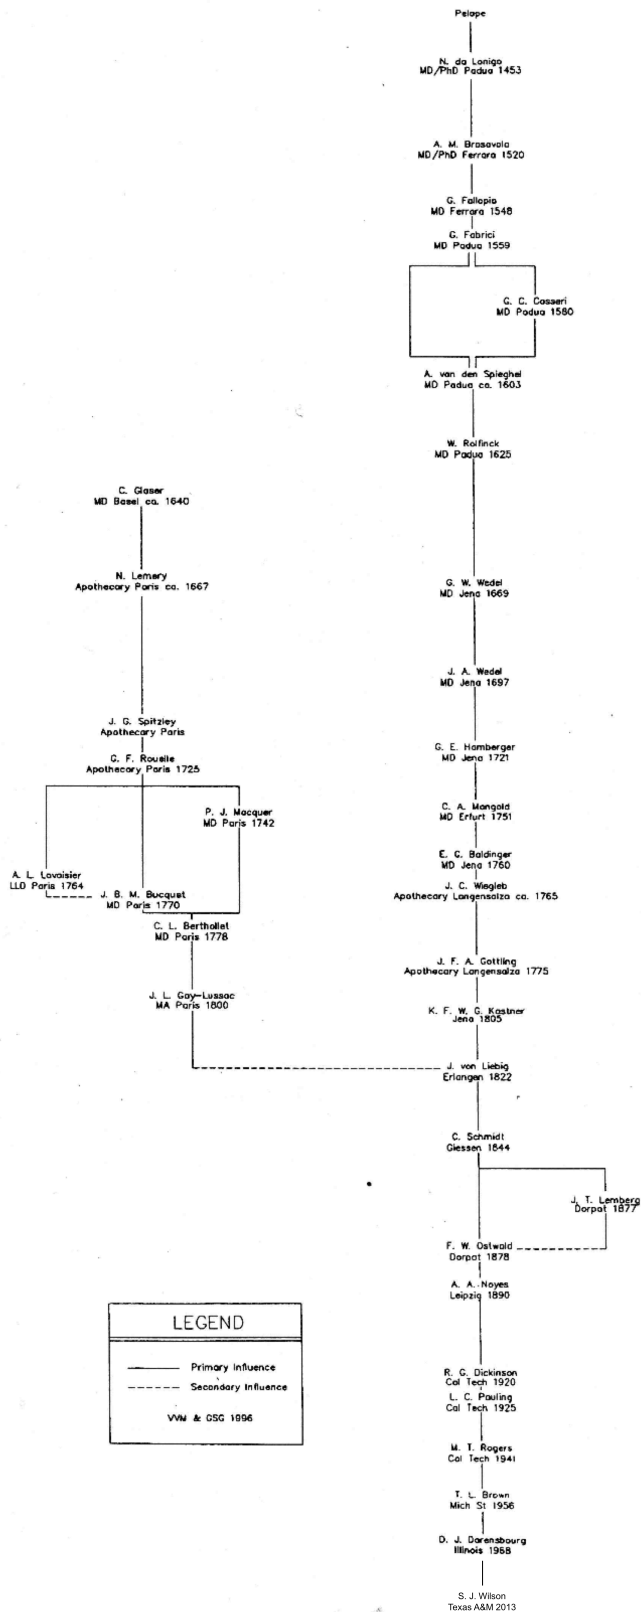 Pelope
N. da Lonigo
MD/PhD Padua 1453
A. M. Brasavola
MD/PhD Ferrara 1520
G. Fallopio
MD Ferrara 1548
G. Fabrici
MD Padua 1559
G. C. Casseri
MD Padua 1580
A. van den Spieghel
MD Padua ca. 1603
W. Rolfinck
MD Padua 1625
C. Glaser
MD Basel ca. 1640
N. Lemery
Apothecary Paris ca. 1667
G. W. Wedel
MD Jena 1669
J. A. Wedel
MD Jena 1697
J. G. Spitzley
Apothecary Paris
G. F. Rouelle
Apothecary Paris 1725
G. E. Hamberger
MD Jena 1721
P. J. Macquer
MD Paris 1742
C. A. Mangold
MD Erfurt 1751
E. G. Baldinger
MD Jena 1760
A. L. Lavoisier
LLD Paris 1764
J. B. M. Bucquet
MD Paris 1770
J. C. Wiegleb
Apothecary Langensalza ca. 1765
C. L. Berthollet
MD Paris 1778
J. F. A. Gottling
Apothecary Langensalza 1775
J. L. Gay-Lussac
MA Paris 1800
K. F. W. G. Kastner
Jena 1805
J. von Liebig
Erlangen 1822
C. Schmidt
Giessen 1844
J. T. Lemberg
Dorpat 1877
F. W. Ostwald
Dorpat 1878
A. A. Noyes
Leipzig 1890
LEGEND
Primary Influence
Secondary Influence
VVM & GSG 1996
R. G. Dickinson
Cal Tech 1920
L. C. Pauling
Cal Tech 1925
M. T. Rogers
Cal Tech 1941
T. L. Brown
Mich St 1956
D. J. Darensbourg
Illinois 1968
S. J. Wilson
Texas A&M 2013